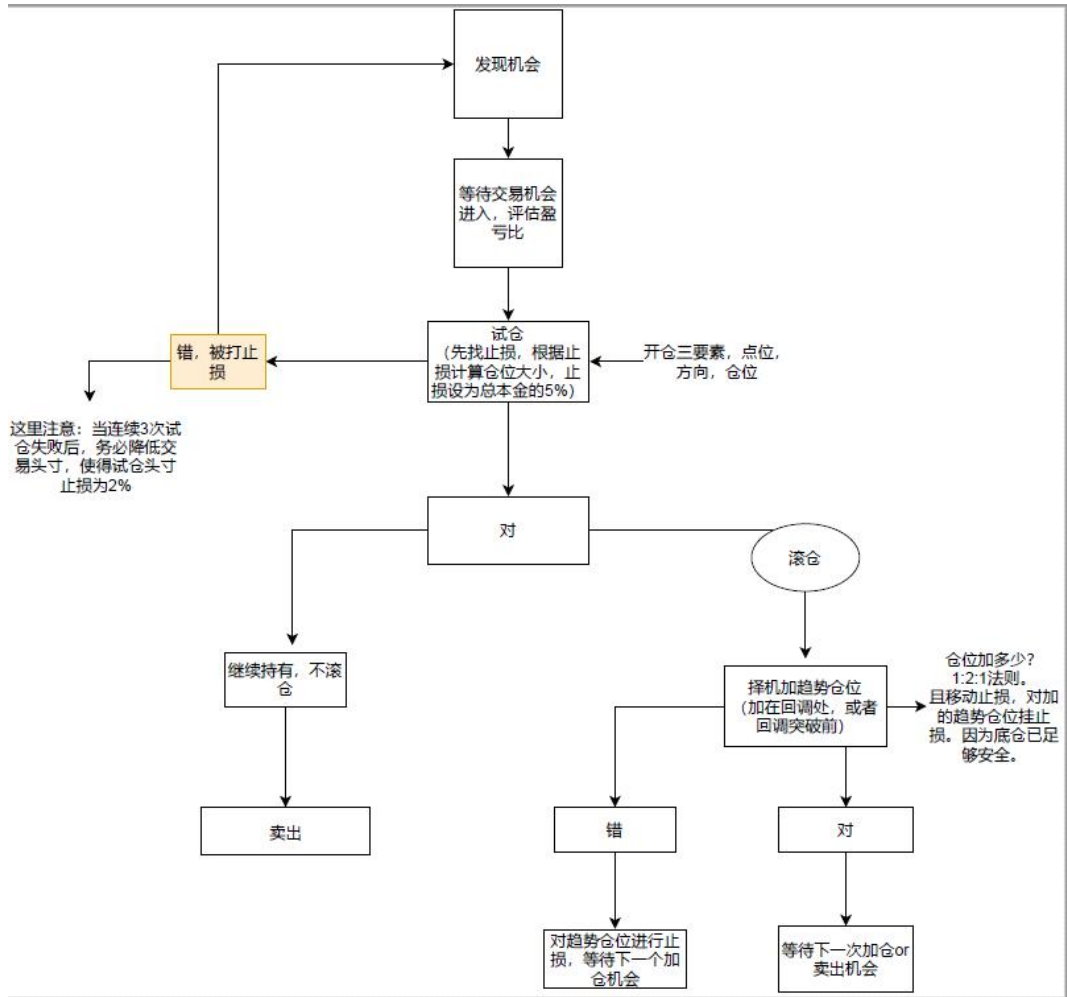 发现机会
等待交易机会
进入，评估盈
亏比
试仓
（先找止损，根据止
损计算仓位大小，止
损设为总本金的5%）
开仓三要素，点位，
方向，仓位
错，被打止
损
这里注意：当连续3次试
仓失败后，务必降低交
易头寸，使得试仓头寸
止损为2%
对
滚仓
继续持有，不滚
仓
择机加趋势仓位
（加在回调处，或者
回调突破前）
仓位加多少？
1:2:1法则。
且移动止损，对加
的趋势仓位挂止
损。因为底仓已足
够安全。
卖出
错
对
对趋势仓位进行止
损，等待下一个加
仓机会
等待下一次加仓or
卖出机会